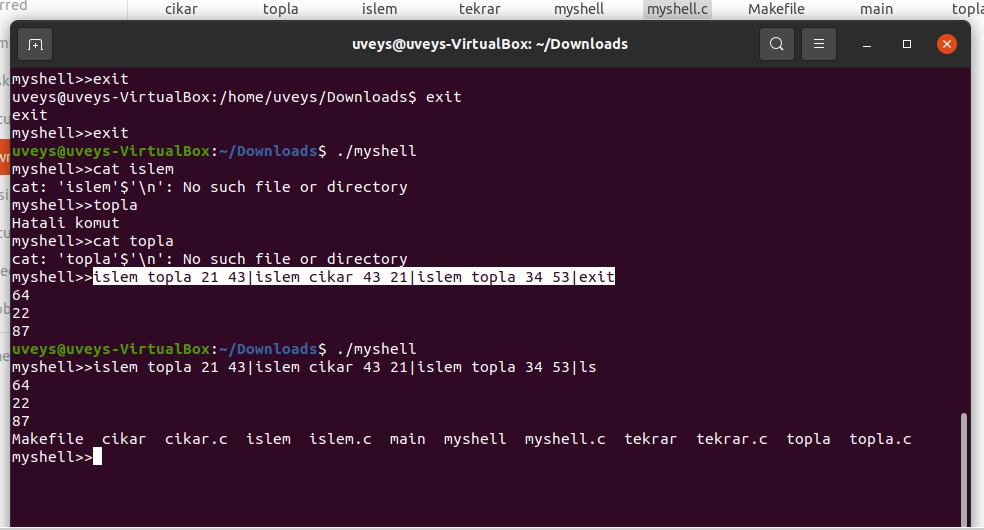 cikar topla islem tekrar myshell myshell.c Makefile main topla
uveys@uveys-VirtualBox: ~/Downloads
myshell>>exit
uveys@uveys-VirtualBox:/home/uveys/Downloads$ exit
exit
myshell>>exit
uveys@uveys-VirtualBox:~/Downloads$ ./myshell
myshell>>cat islem
cat: 'islem'$'\n': No such file or directory
myshell>>topla
Hatali komut
myshell>>cat topla
cat: 'topla'$'\n': No such file or directory
myshell>>islem topla 21 43|islem cikar 43 21|islem topla 34 53|exit
64
22
87
uveys@uveys-VirtualBox:~/Downloads$ ./myshell
myshell>>islem topla 21 43|islem cikar 43 21|islem topla 34 53|ls
64
22
87
Makefile cikar cikar.c islem islem.c main myshell myshell.c tekrar tekrar.c topla topla.c
myshell>>